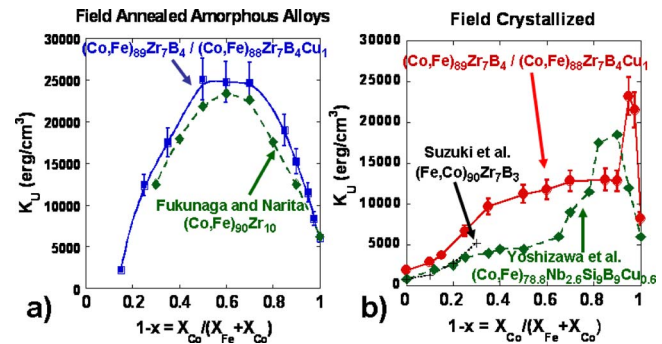 Field Annealed Amorphous Alloys
a)
(Co,Fe)89Zr7B4 / (Co,Fe)88Zr7B4Cu1
Fukunaga and Narita
(Co,Fe)90Zr10
KU (erg/cm3)
30000
25000
20000
15000
10000
5000
0
0 0.2 0.4 0.6 0.8 1
1-x = XCo/(XFe+XCo)
Field Crystallized
b)
(Co,Fe)89Zr7B4 / (Co,Fe)88Zr7B4Cu1
Suzuki et al.
(Fe,Co)90Zr7B3
Yoshizawa et al.
(Co,Fe)78.8Nb2.6Si9B9Cu0.6
KU (erg/cm3)
30000
25000
20000
15000
10000
5000
0
0 0.2 0.4 0.6 0.8 1
1-x = XCo/(XFe+XCo)